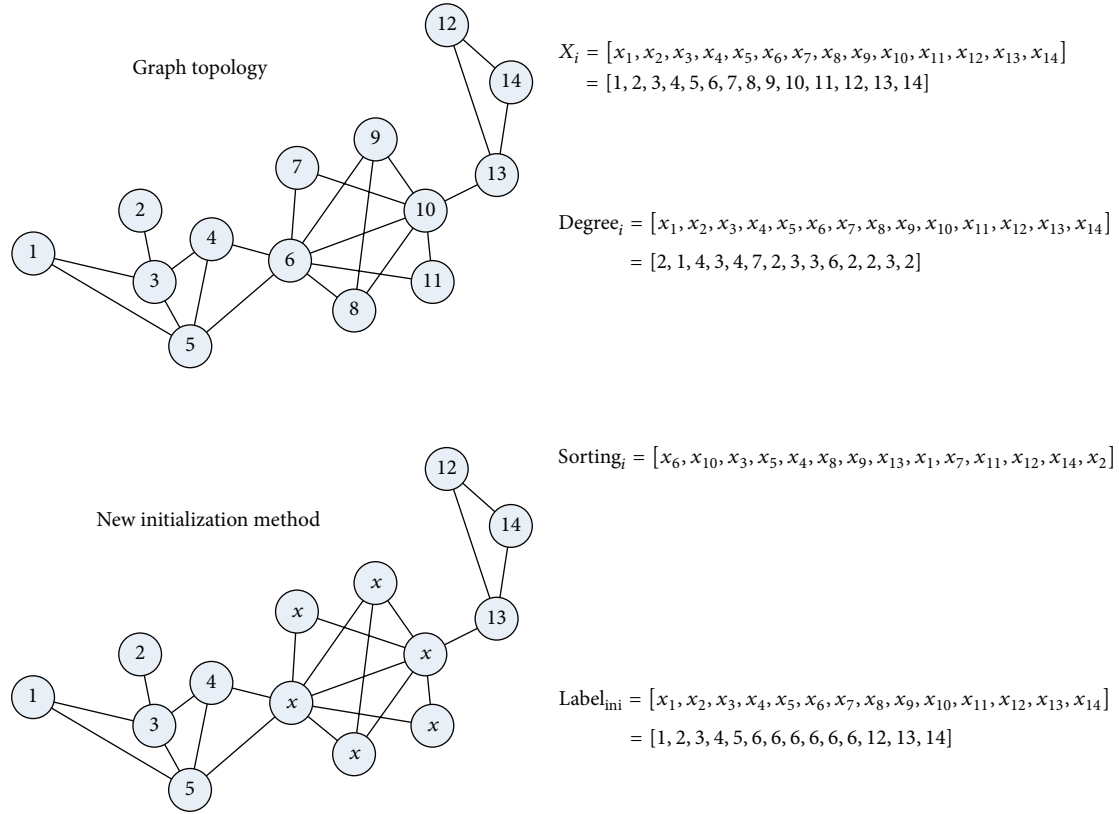 Graph topology
12
14
9
7
13
10
2
4
1
6
3
11
8
5
X_i = [x_1, x_2, x_3, x_4, x_5, x_6, x_7, x_8, x_9, x_10, x_11, x_12, x_13, x_14]
= [1, 2, 3, 4, 5, 6, 7, 8, 9, 10, 11, 12, 13, 14]
Degree_i = [x_1, x_2, x_3, x_4, x_5, x_6, x_7, x_8, x_9, x_10, x_11, x_12, x_13, x_14]
= [2, 1, 4, 3, 4, 7, 2, 3, 3, 6, 2, 2, 3, 2]
New initialization method
12
14
x
x
13
2
x
4
1
x
3
x
x
5
Sorting_i = [x_6, x_10, x_3, x_5, x_4, x_8, x_9, x_13, x_1, x_7, x_11, x_12, x_14, x_2]
Label_ini = [x_1, x_2, x_3, x_4, x_5, x_6, x_7, x_8, x_9, x_10, x_11, x_12, x_13, x_14]
= [1, 2, 3, 4, 5, 6, 6, 6, 6, 6, 6, 12, 13, 14]